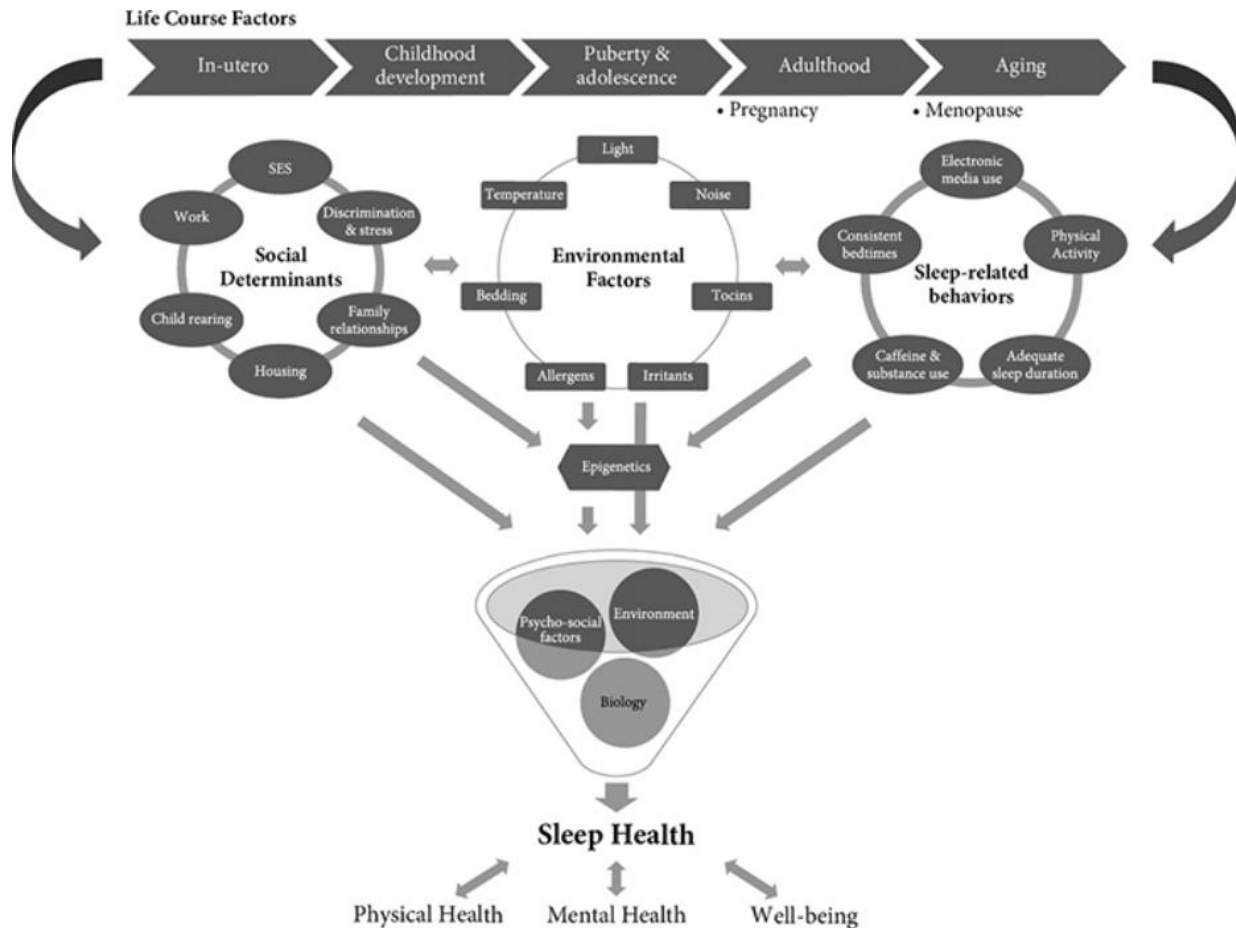 Life Course Factors
In-utero
Childhood
development
Puberty &
adolescence
Adulthood
Aging
• Pregnancy
• Menopause
SES
Work
Discrimination
& stress
Social
Determinants
Child rearing
Family
relationships
Housing
Light
Temperature
Noise
Environmental
Factors
Bedding
Tocins
Allergens
Irritants
Electronic
media use
Consistent
bedtimes
Physical
Activity
Sleep-related
behaviors
Caffeine &
substance use
Adequate
sleep duration
Epigenetics
Psycho-social
factors
Environment
Biology
Sleep Health
Physical Health
Mental Health
Well-being